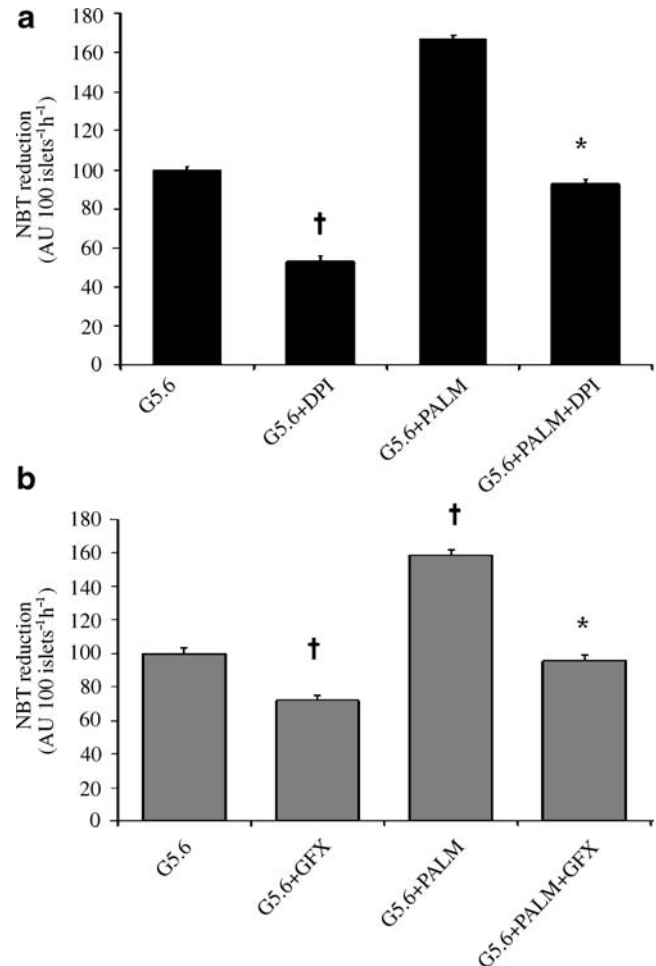 a
NBT reduction
(AU 100 islets⁻¹h⁻¹)
180
160
140
120
100
80
60
40
20
0
†
*
G5.6
G5.6+DPI
G5.6+PALM
G5.6+PALM+DPI
b
NBT reduction
(AU 100 islets⁻¹h⁻¹)
180
160
140
120
100
80
60
40
20
0
†
†
*
G5.6
G5.6+GFX
G5.6+PALM
G5.6+PALM+GFX